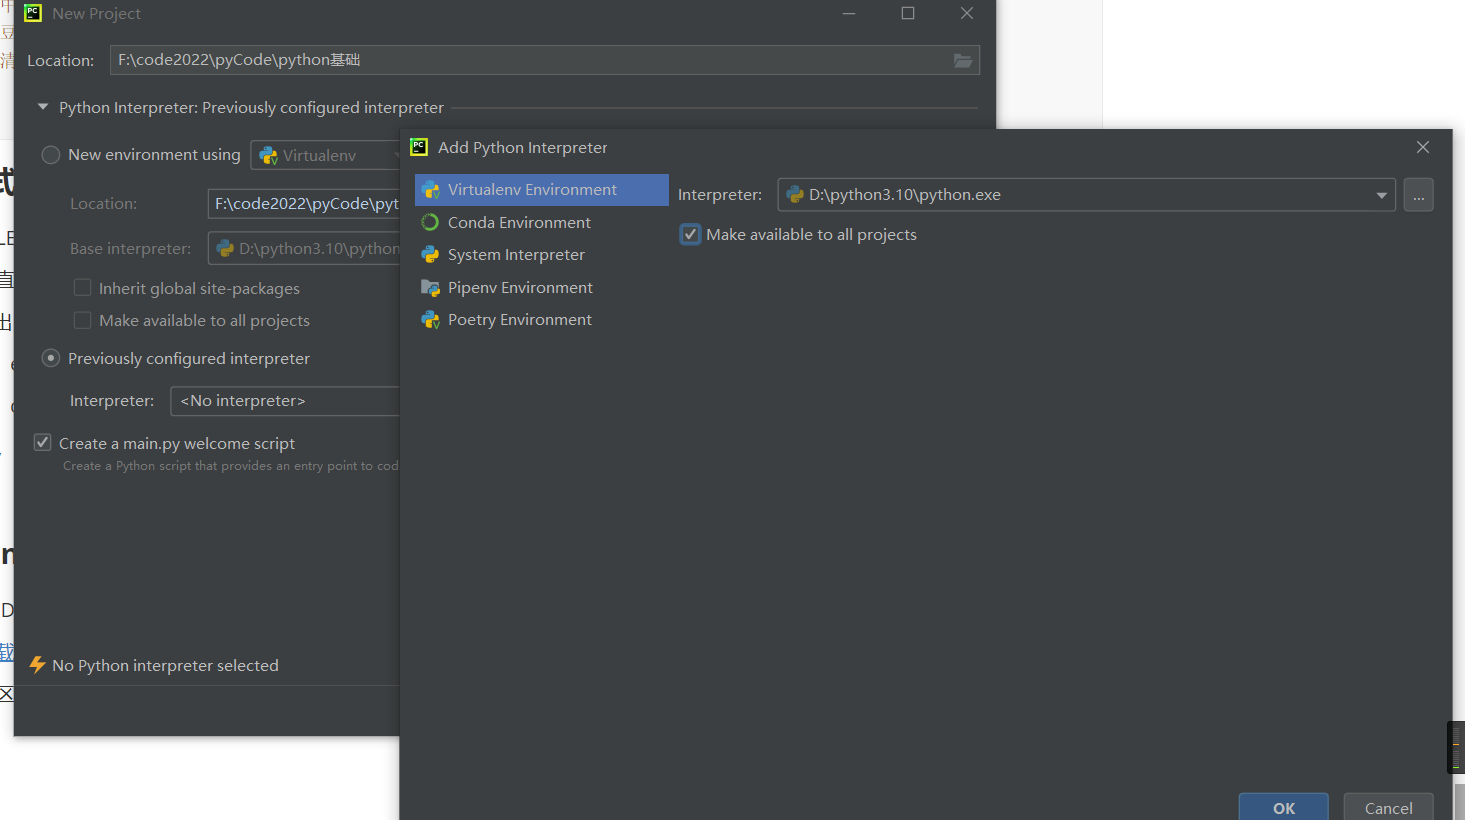 New Project
Location: F:\code2022\pyCode\python基础
Python Interpreter: Previously configured interpreter
New environment using Virtualenv
Location: F:\code2022\pyCode\pyt
Base interpreter: D:\python3.10\python
Inherit global site-packages
Make available to all projects
Previously configured interpreter
Interpreter: <No interpreter>
Create a main.py welcome script
Create a Python script that provides an entry point to cod
No Python interpreter selected
Add Python Interpreter
Virtualenv Environment
Conda Environment
System Interpreter
Pipenv Environment
Poetry Environment
Interpreter: D:\python3.10\python.exe
...
Make available to all projects
OK
Cancel